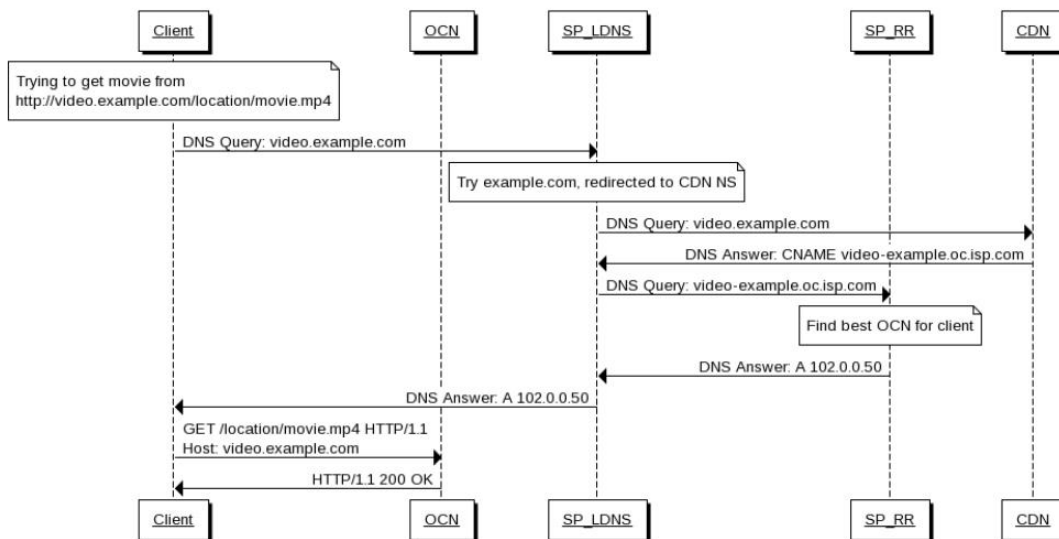 Client OCN SP_LDNS SP_RR CDN
Trying to get movie from
http://video.example.com/location/movie.mp4
DNS Query: video.example.com
Try example.com, redirected to CDN NS
DNS Query: video.example.com
DNS Answer: CNAME video-example.oc.isp.com
DNS Query: video-example.oc.isp.com
Find best OCN for client
DNS Answer: A 102.0.0.50
DNS Answer: A 102.0.0.50
GET /location/movie.mp4 HTTP/1.1
Host: video.example.com
HTTP/1.1 200 OK
Client OCN SP_LDNS SP_RR CDN